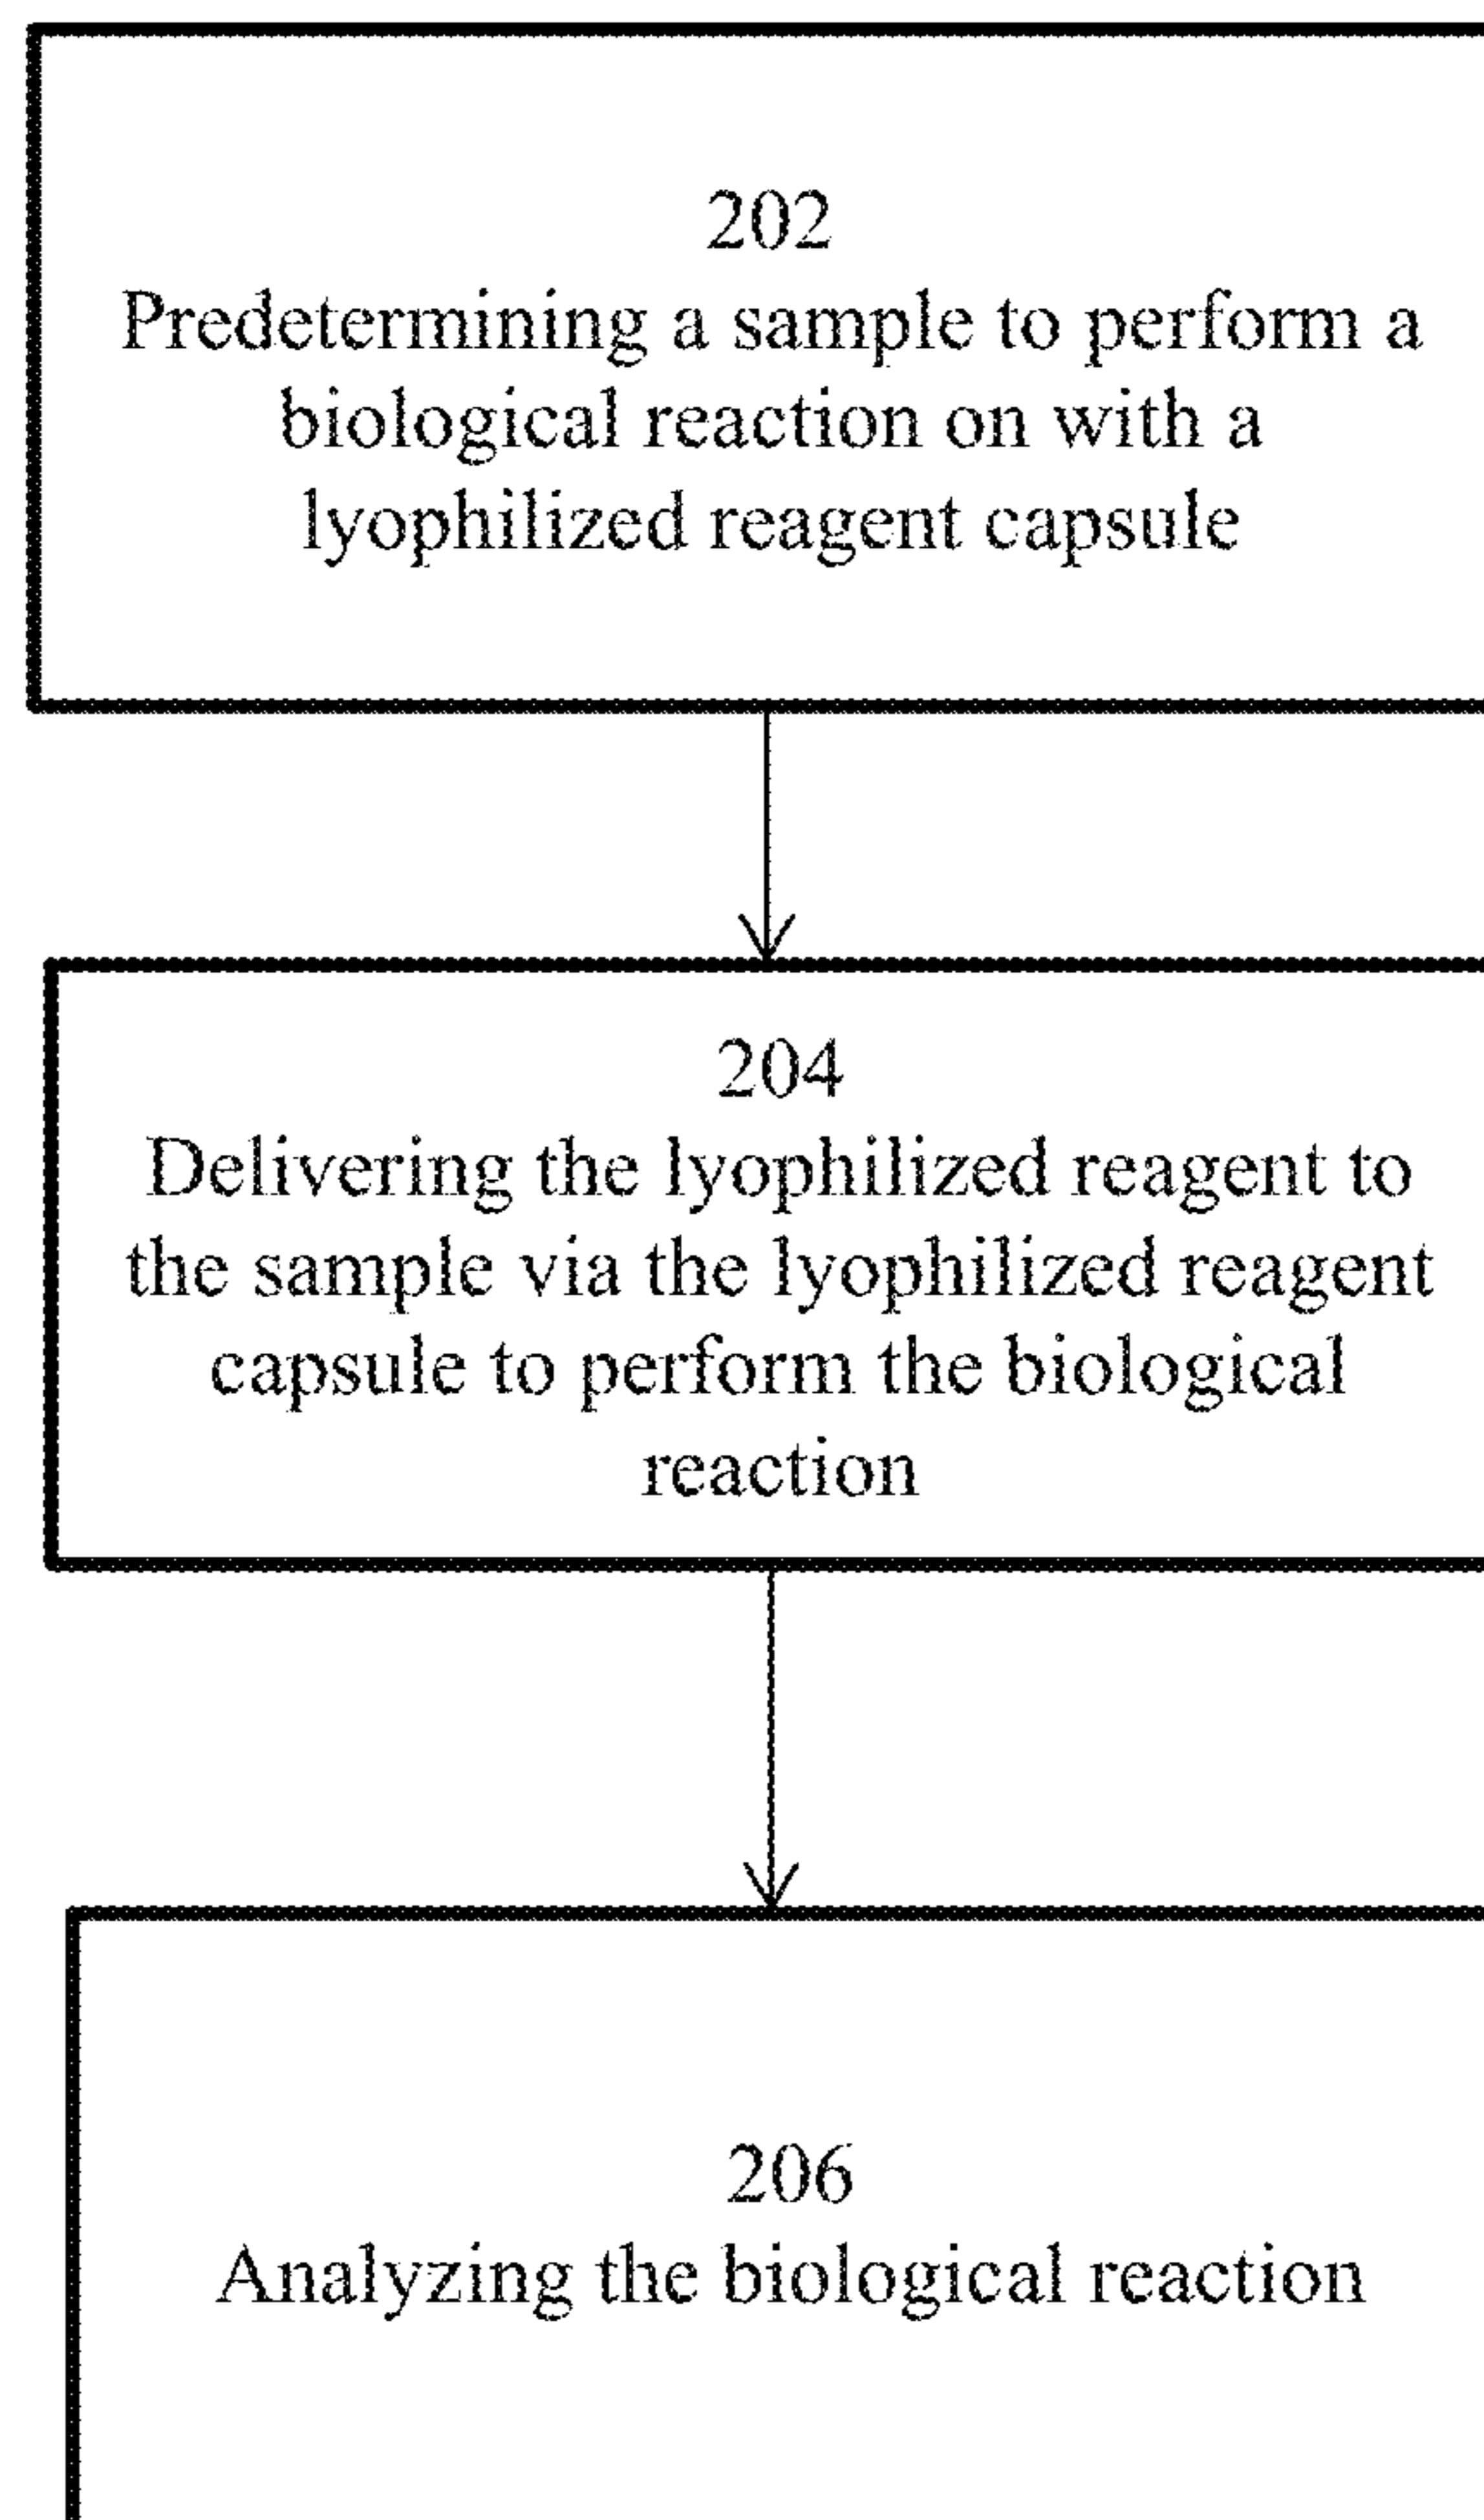 202
Predetermining a sample to perform a
biological reaction on with a
lyophilized reagent capsule
204
Delivering the lyophilized reagent to
the sample via the lyophilized reagent
capsule to perform the biological
reaction
206
Analyzing the biological reaction